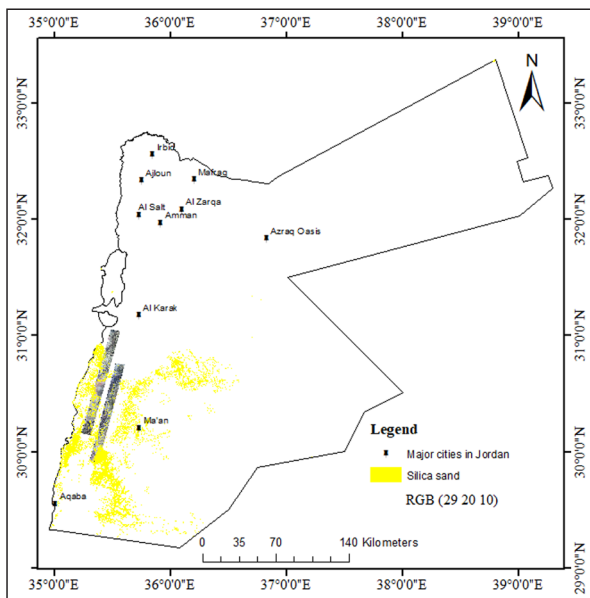 35°0'0"E 36°0'0"E 37°0'0"E 38°0'0"E 39°0'0"E
N
33°0'0"N 33°0'0"N
Irbid
Ajloun Mafraq
Al Salt Al Zarqa
Amman
32°0'0"N 32°0'0"N
Azraq Oasis
Al Karak
31°0'0"N 31°0'0"N
Ma'an
Legend
Major cities in Jordan
Silica sand
RGB (29 20 10)
30°0'0"N 30°0'0"N
Aqaba
0 35 70 140 Kilometers
29°0'0"N 29°0'0"N
35°0'0"E 36°0'0"E 37°0'0"E 38°0'0"E 39°0'0"E